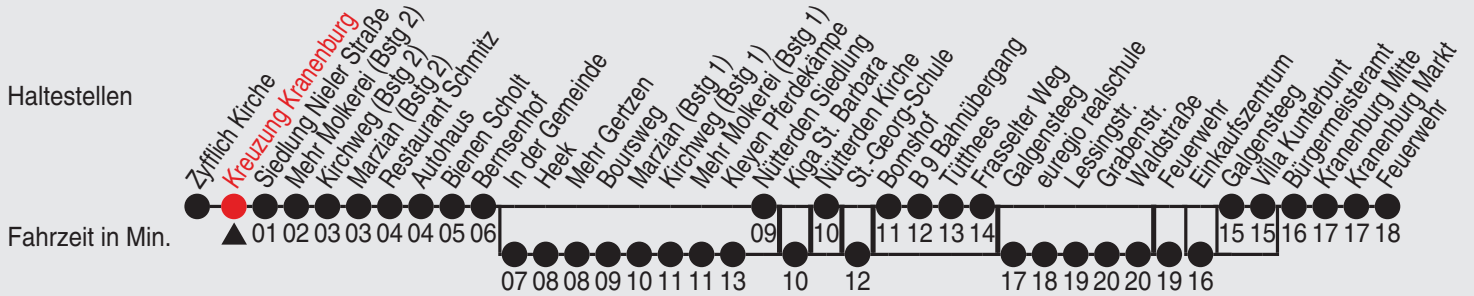 Haltestellen
Zyfflich Kirche
Kreuzung Kranenburg
Siedlung Nieler Straße
Mehr Molkerei (Bstg 2)
Kirchweg (Bstg 2)
Marzian (Bstg 2)
Restaurant Schmitz
Autohaus
Bienen Scholt
Bernsenhof
In der Gemeinde
Heek
Mehr Gertzen
Boursweg
Marzian (Bstg 1)
Kirchweg (Bstg 1)
Mehr Molkerei (Bstg 1)
Kleyen Pferdekämpe
Nütterden Siedlung
Kiga St. Barbara
Nütterden Kirche
St.-Georg-Schule
Bomshof
B 9 Bahnübergang
Tütthees
Frasselter Weg
Galgensteeg
euregio realschule
Lessingstr.
Grabenstr.
Waldstraße
Feuerwehr
Einkaufszentrum
Galgensteeg
Villa Kunterbunt
Bürgermeisteramt
Kranenburg Mitte
Kranenburg Markt
Feuerwehr
Fahrzeit in Min.
01 02 03 03 04 04 05 06 09 10 11 12 13 14 15 15 16 17 17 18
07 08 08 09 10 11 11 13 10 12 17 18 19 20 20 19 16